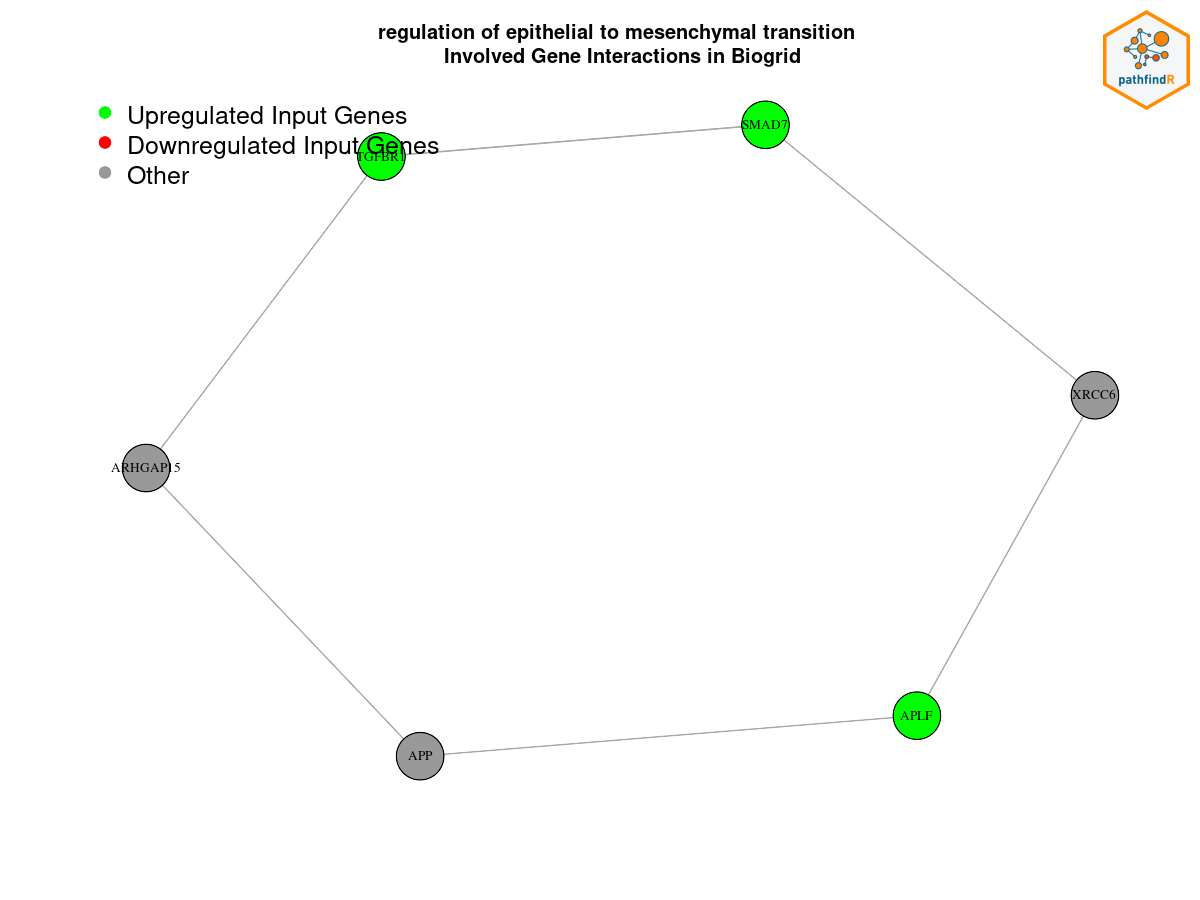 regulation of epithelial to mesenchymal transition
Involved Gene Interactions in Biogrid
pathfindR
Upregulated Input Genes
Downregulated Input Genes
Other
SMAD7
TGFBR1
XRCC6
ARHGAP15
APLF
APP